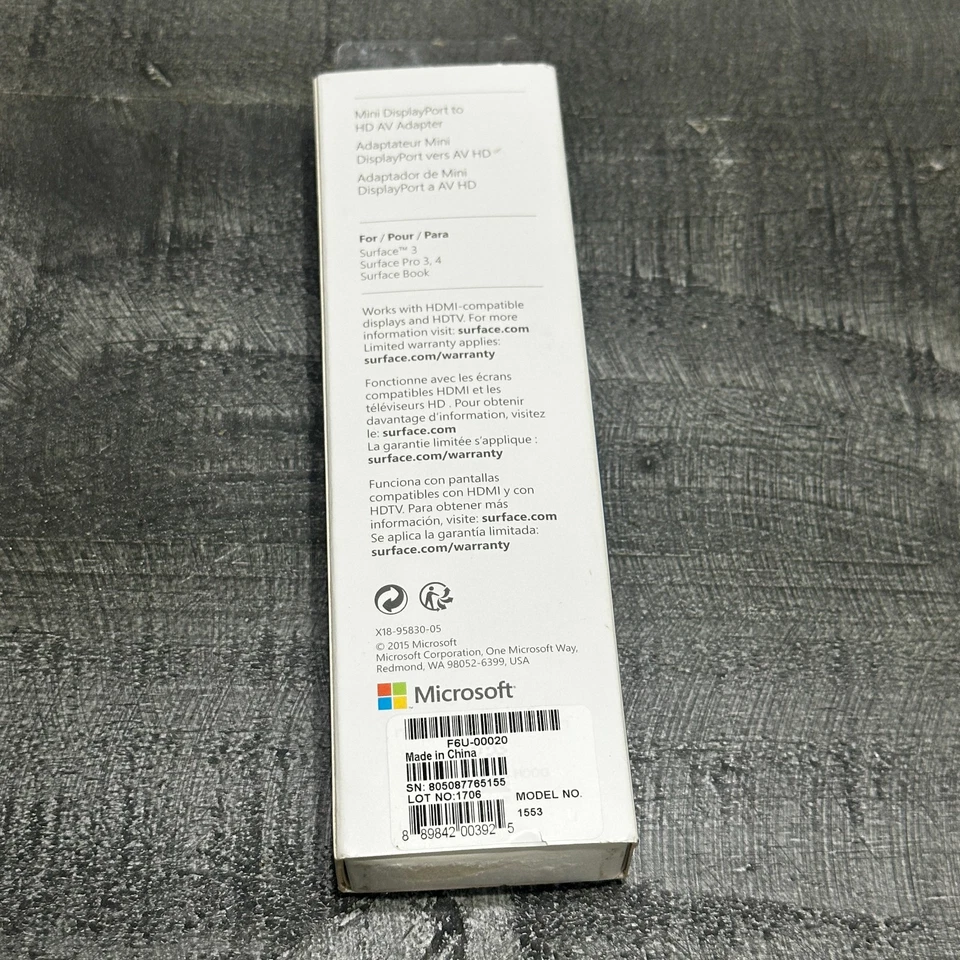 Mini DisplayPort to
HD AV Adapter
Adaptateur Mini
DisplayPort vers AV HD
Adaptador de Mini
DisplayPort a AV HD
For / Pour / Para
Surface™ 3
Surface Pro 3, 4
Surface Book
Works with HDMI-compatible
displays and HDTV. For more
information visit: surface.com
Limited warranty applies:
surface.com/warranty
Fonctionne avec les écrans
compatibles HDMI et les
téléviseurs HD . Pour obtenir
davantage d'information, visitez
le: surface.com
La garantie limitée s'applique :
surface.com/warranty
Funciona con pantallas
compatibles con HDMI y con
HDTV. Para obtener más
información, visite: surface.com
Se aplica la garantía limitada:
surface.com/warranty
X18-95830-05
© 2015 Microsoft
Microsoft Corporation, One Microsoft Way,
Redmond, WA 98052-6399, USA
Microsoft
F6U-00020
Made in China
SN: 805087765155
LOT NO:1706
MODEL NO.
1553
8 89842 00392 5